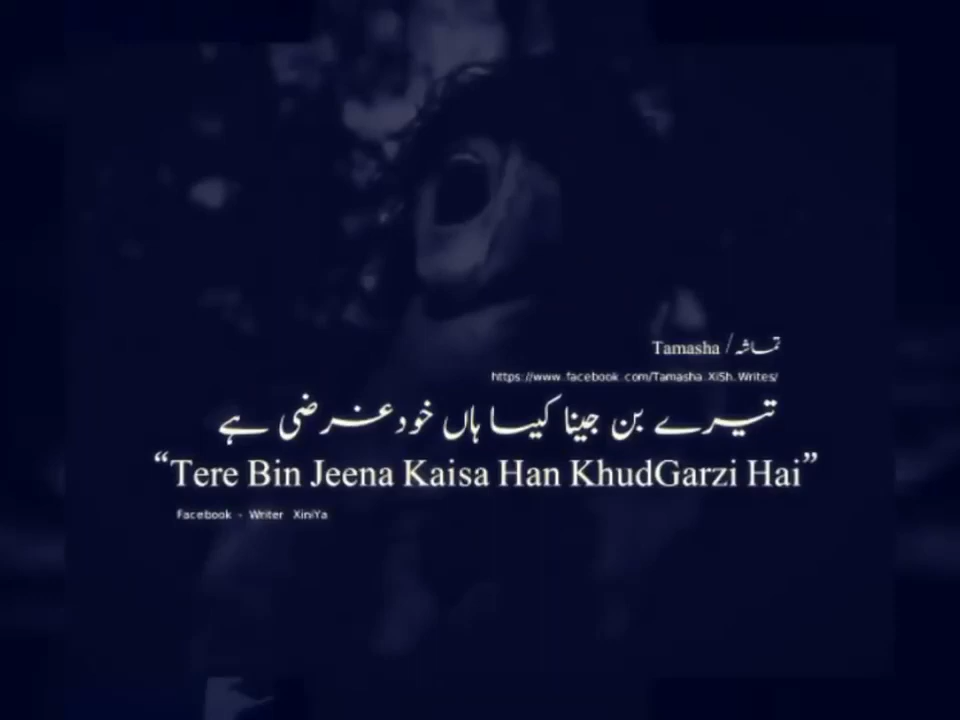 Tamasha / تماشہ
https://www.facebook.com/Tamasha.XiSh.Writes/
تیرے بن جینا کیسا ہاں خودغرضی ہے
“Tere Bin Jeena Kaisa Han KhudGarzi Hai”
Facebook - Writer XiniYa